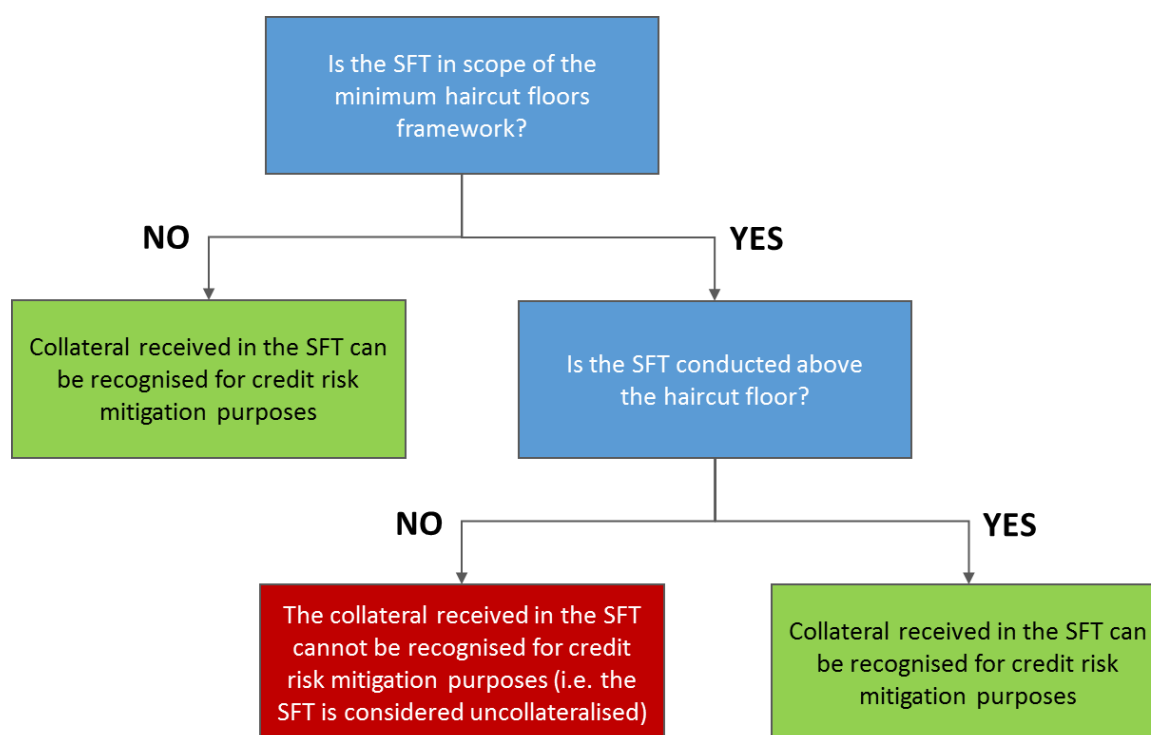 Is the SFT in scope of the
minimum haircut floors
framework?
NO
YES
Collateral received in the SFT can
be recognised for credit risk
mitigation purposes
Is the SFT conducted above
the haircut floor?
NO
YES
The collateral received in the SFT
cannot be recognised for credit
risk mitigation purposes (i.e. the
SFT is considered uncollateralised)
Collateral received in the SFT can
be recognised for credit risk
mitigation purposes